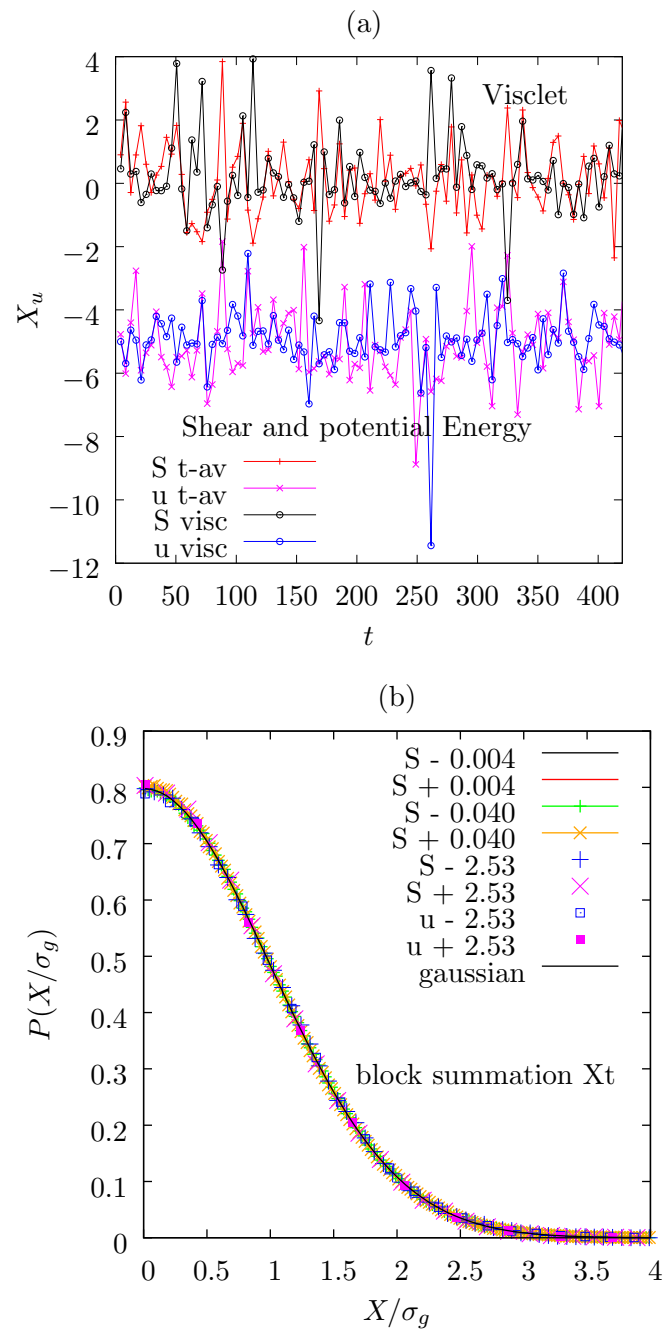 (a)
4
2
0
−2
−4
−6
−8
−10
−12
X_u
Visclet
Shear and potential Energy
S t-av
u t-av
S visc
u visc
0 50 100 150 200 250 300 350 400
t
(b)
0.9
0.8
0.7
0.6
0.5
0.4
0.3
0.2
0.1
0
P(X/σ_g)
S - 0.004
S + 0.004
S - 0.040
S + 0.040
S - 2.53
S + 2.53
u - 2.53
u + 2.53
gaussian
block summation Xt
0 0.5 1 1.5 2 2.5 3 3.5 4
X/σ_g